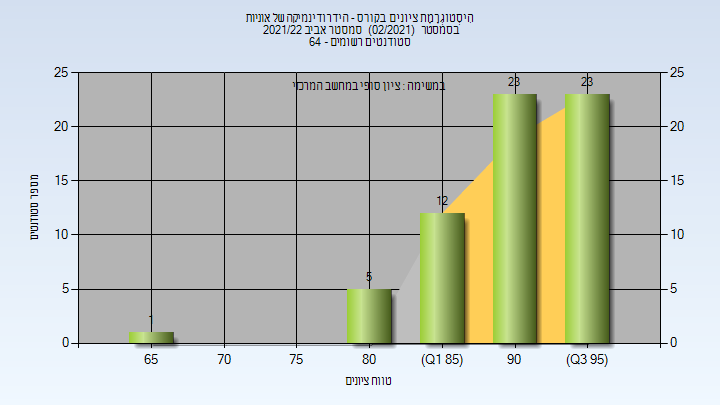 היסטוגרמת ציונים בקורס - הידרודינמיקה של אוניות
בסמסטר (02/2021) סמסטר אביב 2021/22
סטודנטים רשומים - 64
במשימה : ציון סופי במחשב המרכזי
25 25
20 20
15 15
10 10
5 5
0 0
1 5 12 23 23
מספר סטודנטים
65 70 75 80 (Q1 85) 90 (Q3 95)
טווח ציונים